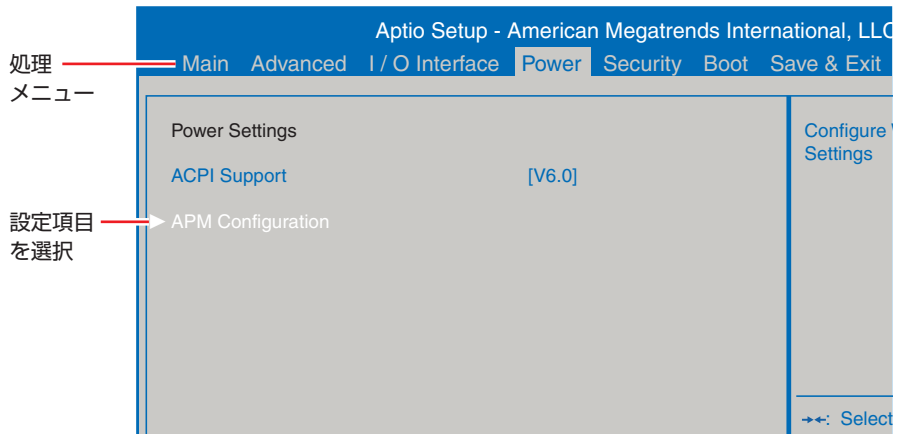 Aptio Setup - American Megatrends International, LLC
処理
メニュー
Main Advanced I / O Interface Power Security Boot Save & Exit
Power Settings
ACPI Support [V6.0]
設定項目
を選択
APM Configuration
Configure
Settings
→←: Select